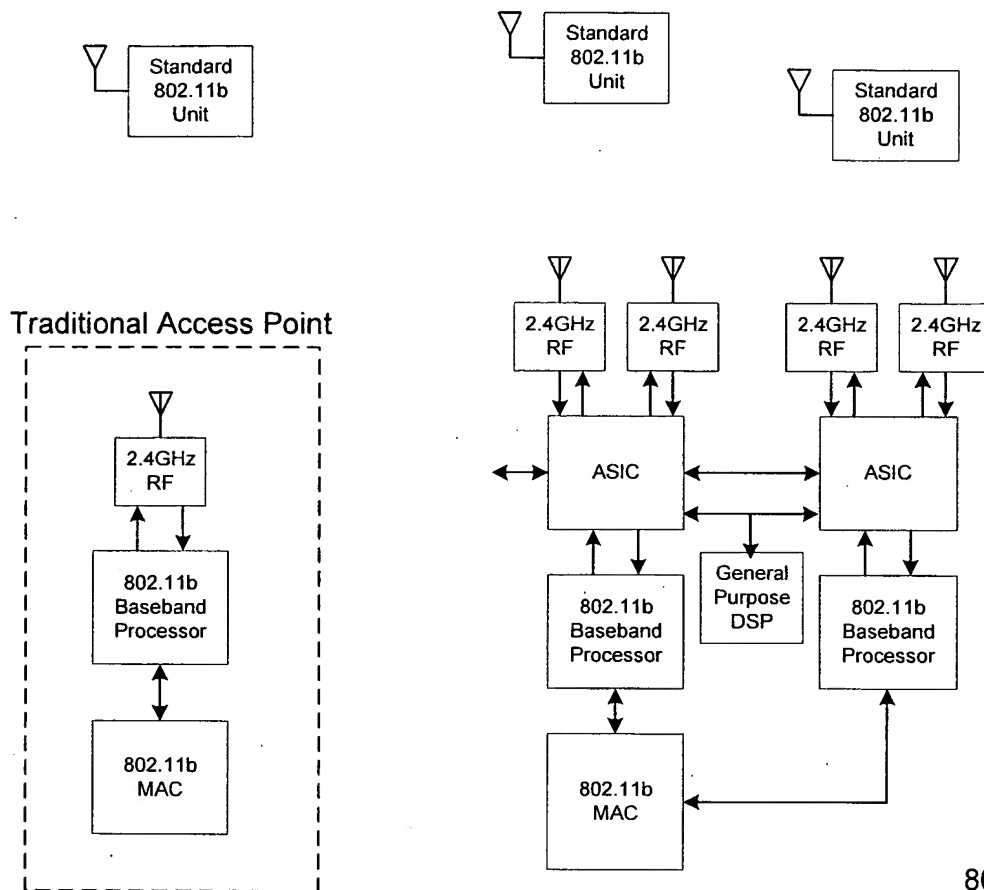 Standard
802.11b
Unit
Standard
802.11b
Unit
Standard
802.11b
Unit
Traditional Access Point
2.4GHz
RF
802.11b
Baseband
Processor
802.11b
MAC
2.4GHz
RF
2.4GHz
RF
2.4GHz
RF
2.4GHz
RF
ASIC
ASIC
802.11b
Baseband
Processor
General
Purpose
DSP
802.11b
Baseband
Processor
802.11b
MAC